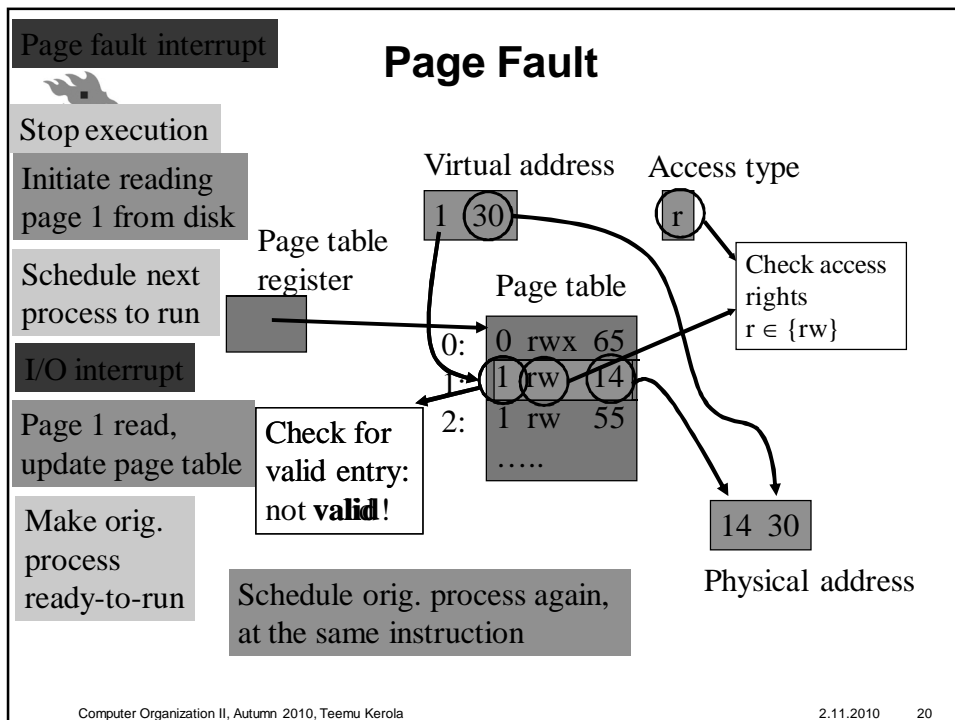 Page fault interrupt
Page Fault
Stop execution
Initiate reading
page 1 from disk
Schedule next
process to run
I/O interrupt
Page 1 read,
update page table
Make orig.
process
ready-to-run
Virtual address
1 30
Access type
r
Page table
register
Page table
0: 0 rwx 65
1: 1 rw 14
2: 1 rw 55
…..
Check access
rights
r ∈ {rw}
Check for
valid entry:
not valid!
14 30
Physical address
Schedule orig. process again,
at the same instruction
Computer Organization II, Autumn 2010, Teemu Kerola
2.11.2010 20